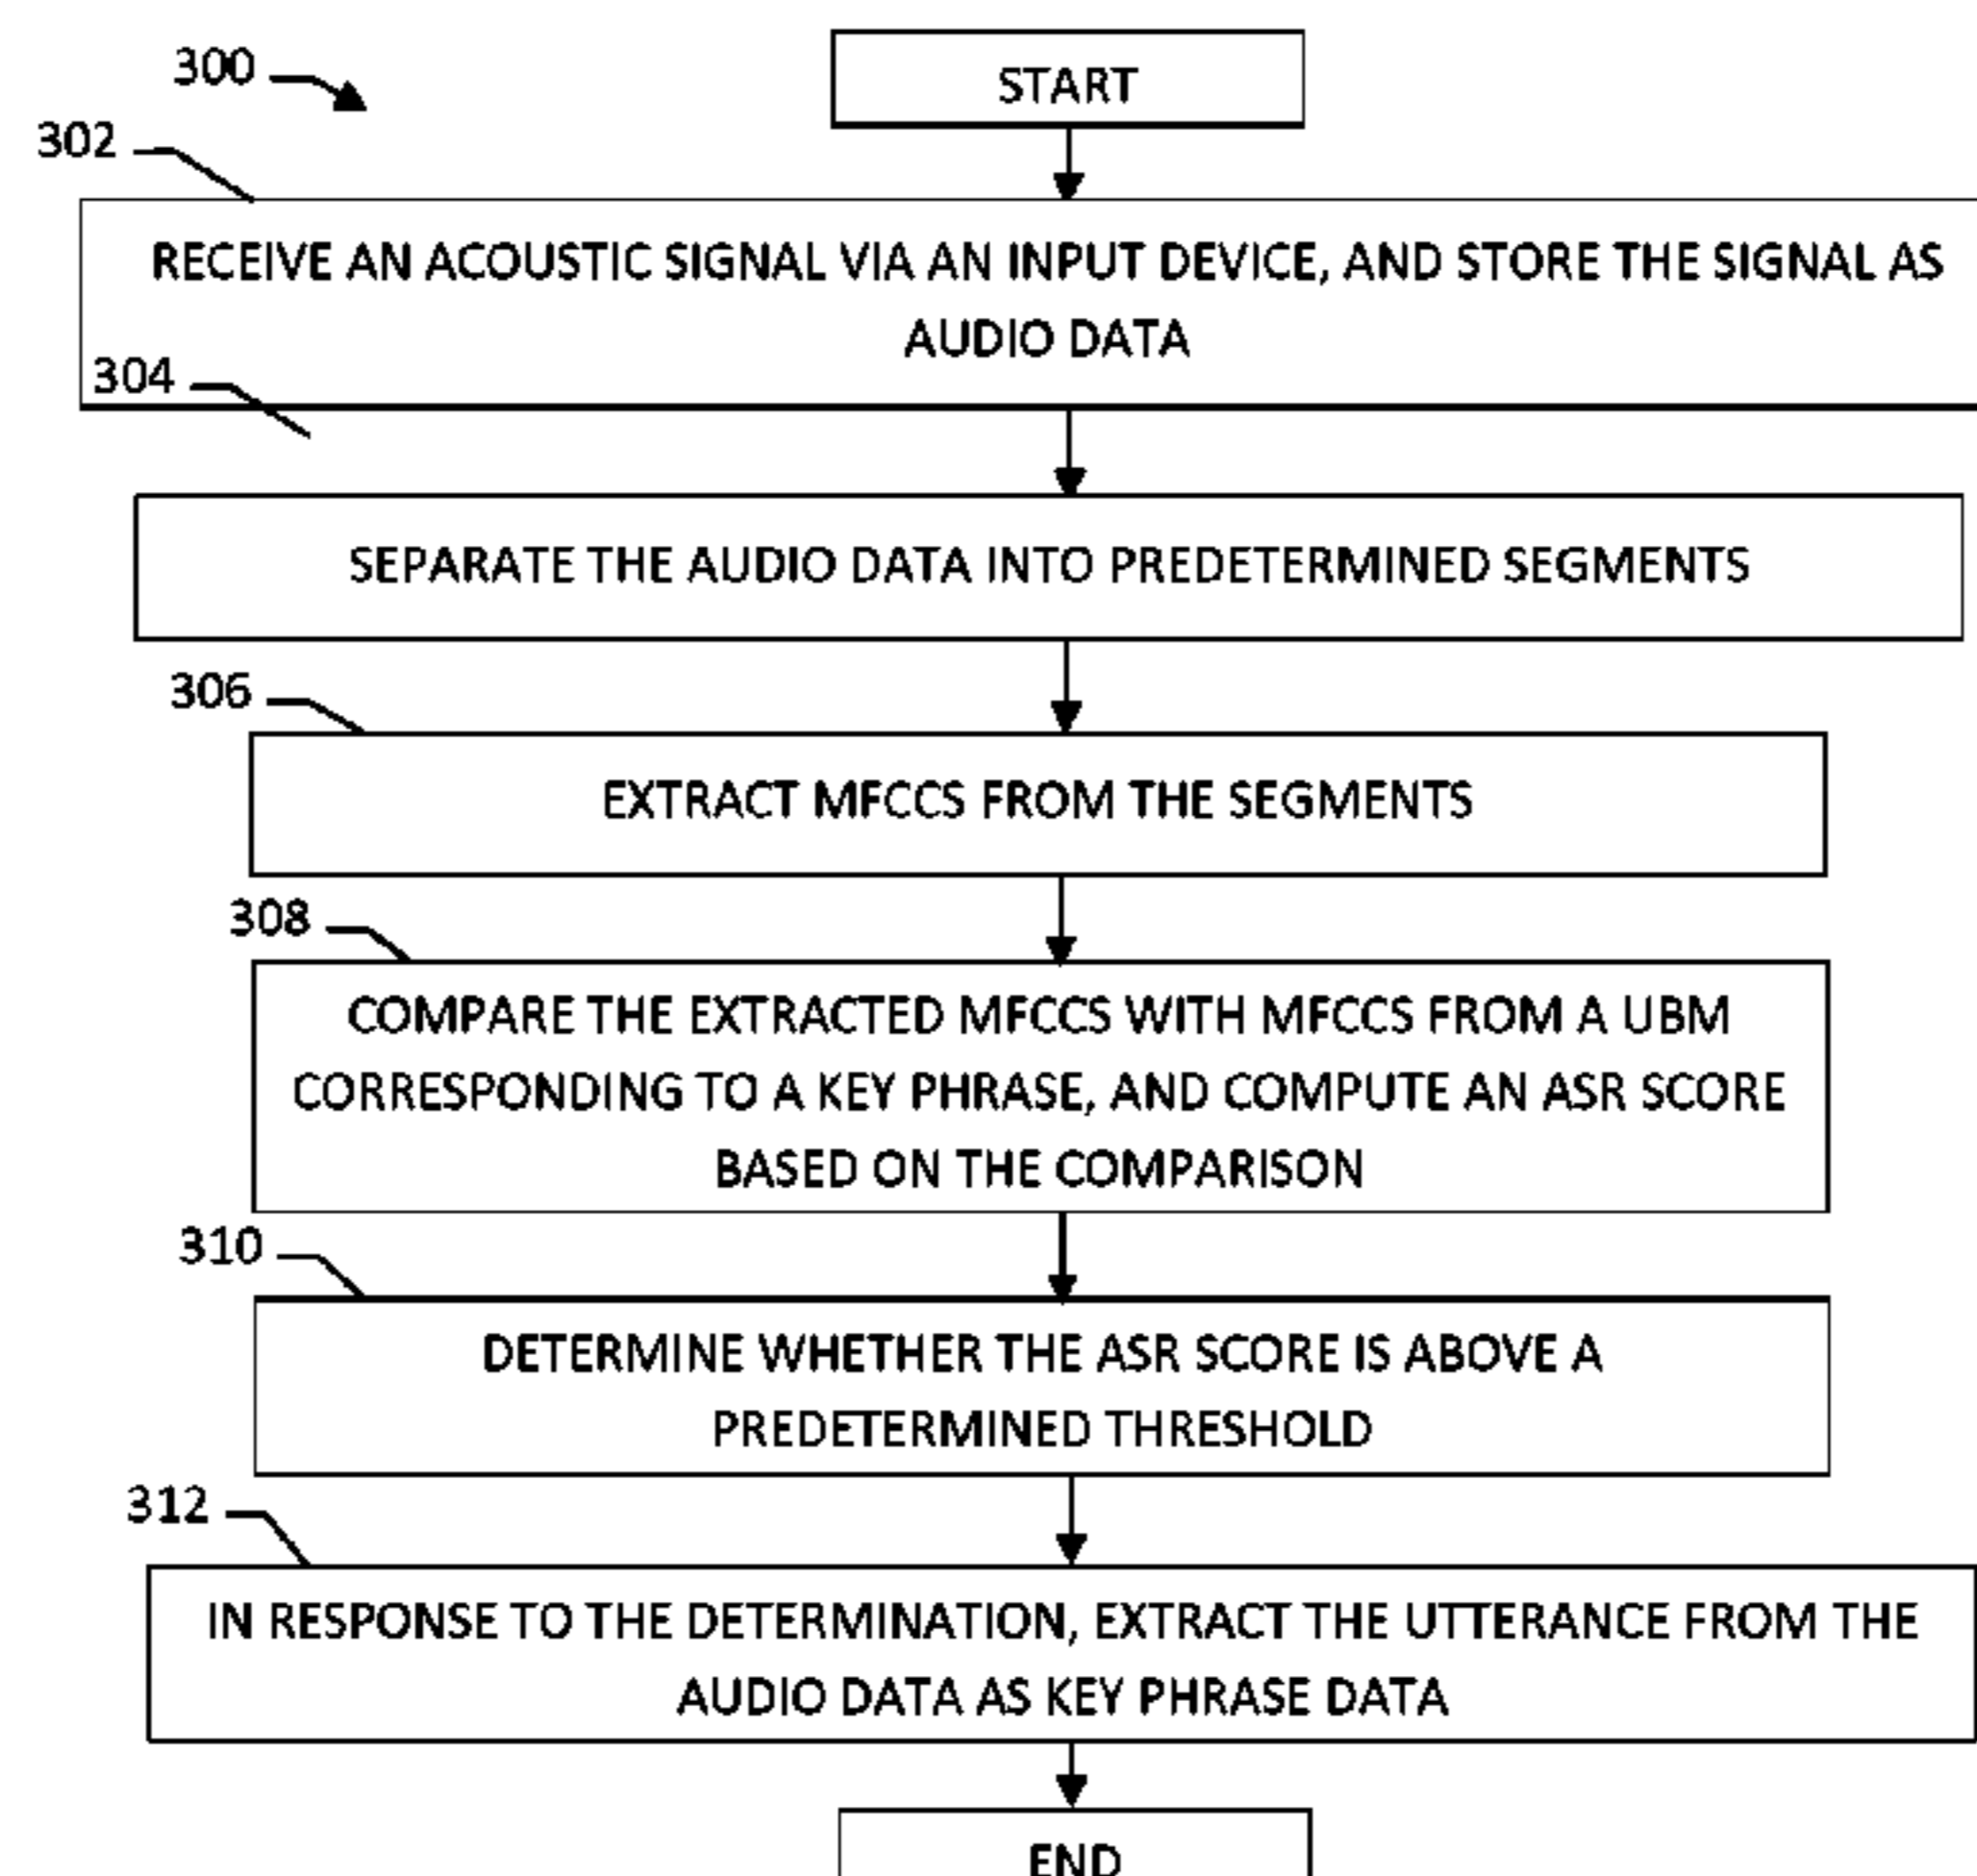 300
START
302
RECEIVE AN ACOUSTIC SIGNAL VIA AN INPUT DEVICE, AND STORE THE SIGNAL AS
AUDIO DATA
304
SEPARATE THE AUDIO DATA INTO PREDETERMINED SEGMENTS
306
EXTRACT MFCCS FROM THE SEGMENTS
308
COMPARE THE EXTRACTED MFCCS WITH MFCCS FROM A UBM
CORRESPONDING TO A KEY PHRASE, AND COMPUTE AN ASR SCORE
BASED ON THE COMPARISON
310
DETERMINE WHETHER THE ASR SCORE IS ABOVE A
PREDETERMINED THRESHOLD
312
IN RESPONSE TO THE DETERMINATION, EXTRACT THE UTTERANCE FROM THE
AUDIO DATA AS KEY PHRASE DATA
END